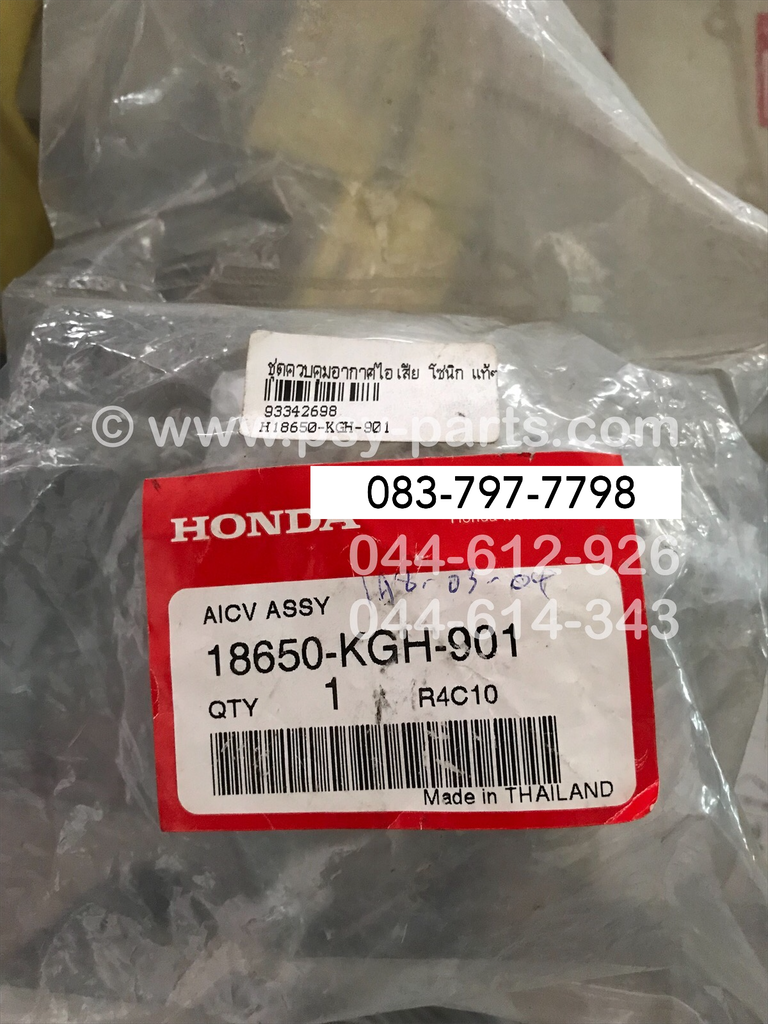 ชุดควบคุมอากาศไอเสีย โซนิก แท้ๆ
93342698
H18650-KGH-901
© www.psy-parts.com
083-797-7798
HONDA
044-612-926
044-614-343
AICV ASSY
18650-KGH-901
QTY 1 R4C10
Made in THAILAND